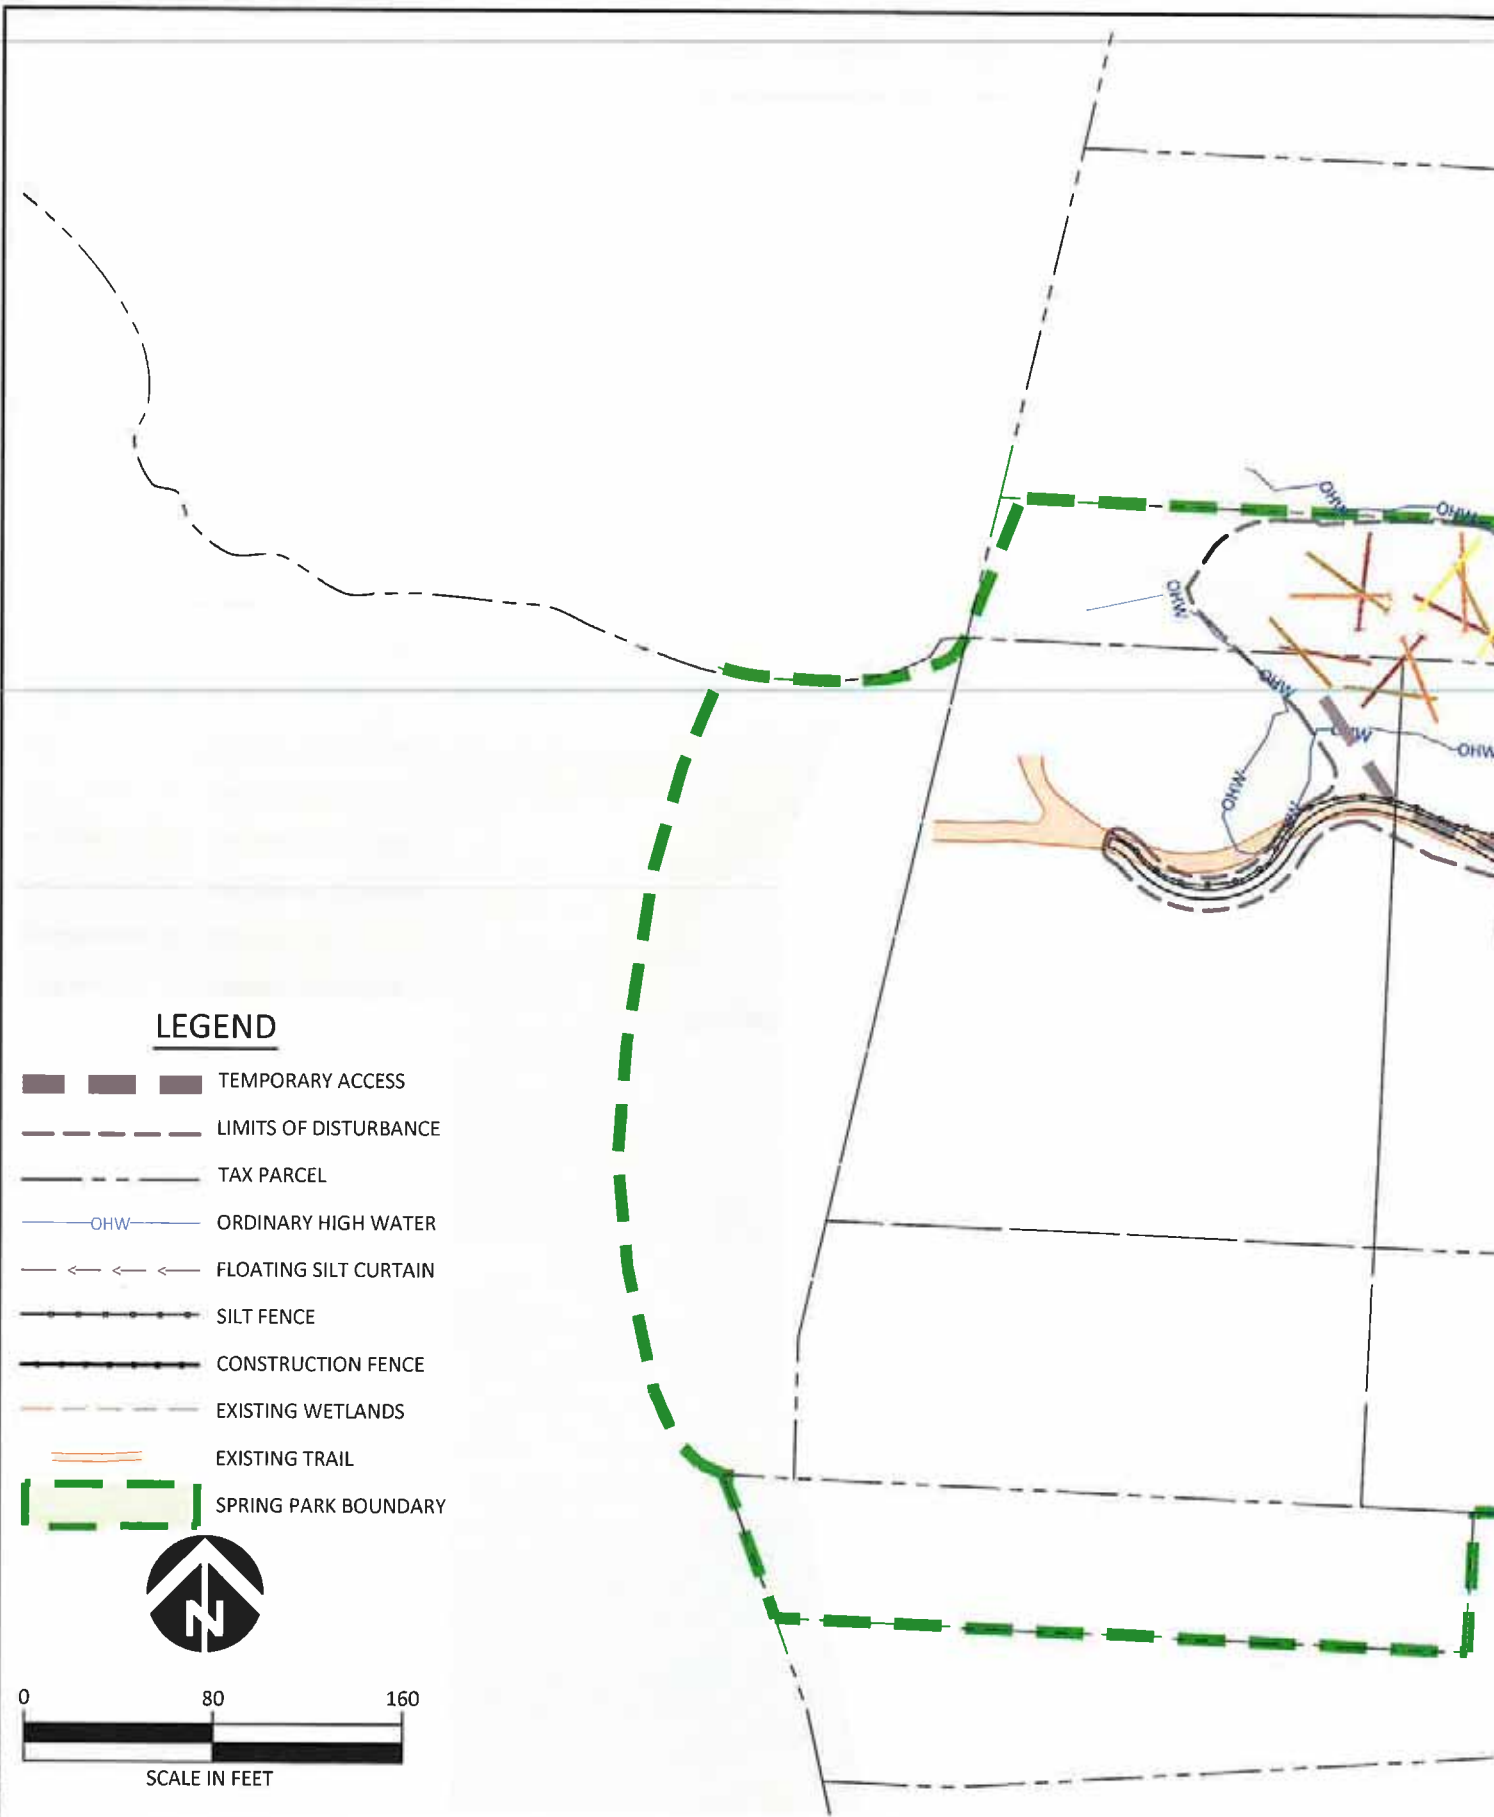 OHW
OHW
OHW
OHW
OHW
OHW
OHW
LEGEND
TEMPORARY ACCESS
LIMITS OF DISTURBANCE
TAX PARCEL
OHW
ORDINARY HIGH WATER
FLOATING SILT CURTAIN
SILT FENCE
CONSTRUCTION FENCE
EXISTING WETLANDS
EXISTING TRAIL
SPRING PARK BOUNDARY
N
0 80 160
SCALE IN FEET